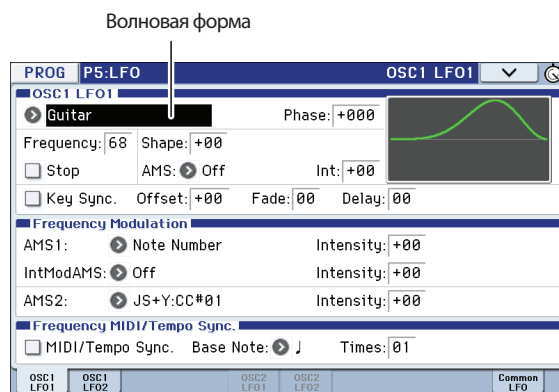 Волновая форма
PROG P5:LFO OSC1 LFO1
OSC1 LFO1
Guitar Phase: +000
Frequency: 68 Shape: +00
Stop AMS: Off Int: +00
Key Sync. Offset: +00 Fade: 00 Delay: 00
Frequency Modulation
AMS1: Note Number Intensity: +00
IntModAMS: Off Intensity: +00
AMS2: JS+Y:CC#01 Intensity: +00
Frequency MIDI/Tempo Sync.
MIDI/Tempo Sync. Base Note: ♩ Times: 01
OSC1 LFO1 OSC1 LFO2 OSC2 LFO1 OSC2 LFO2 Common LFO